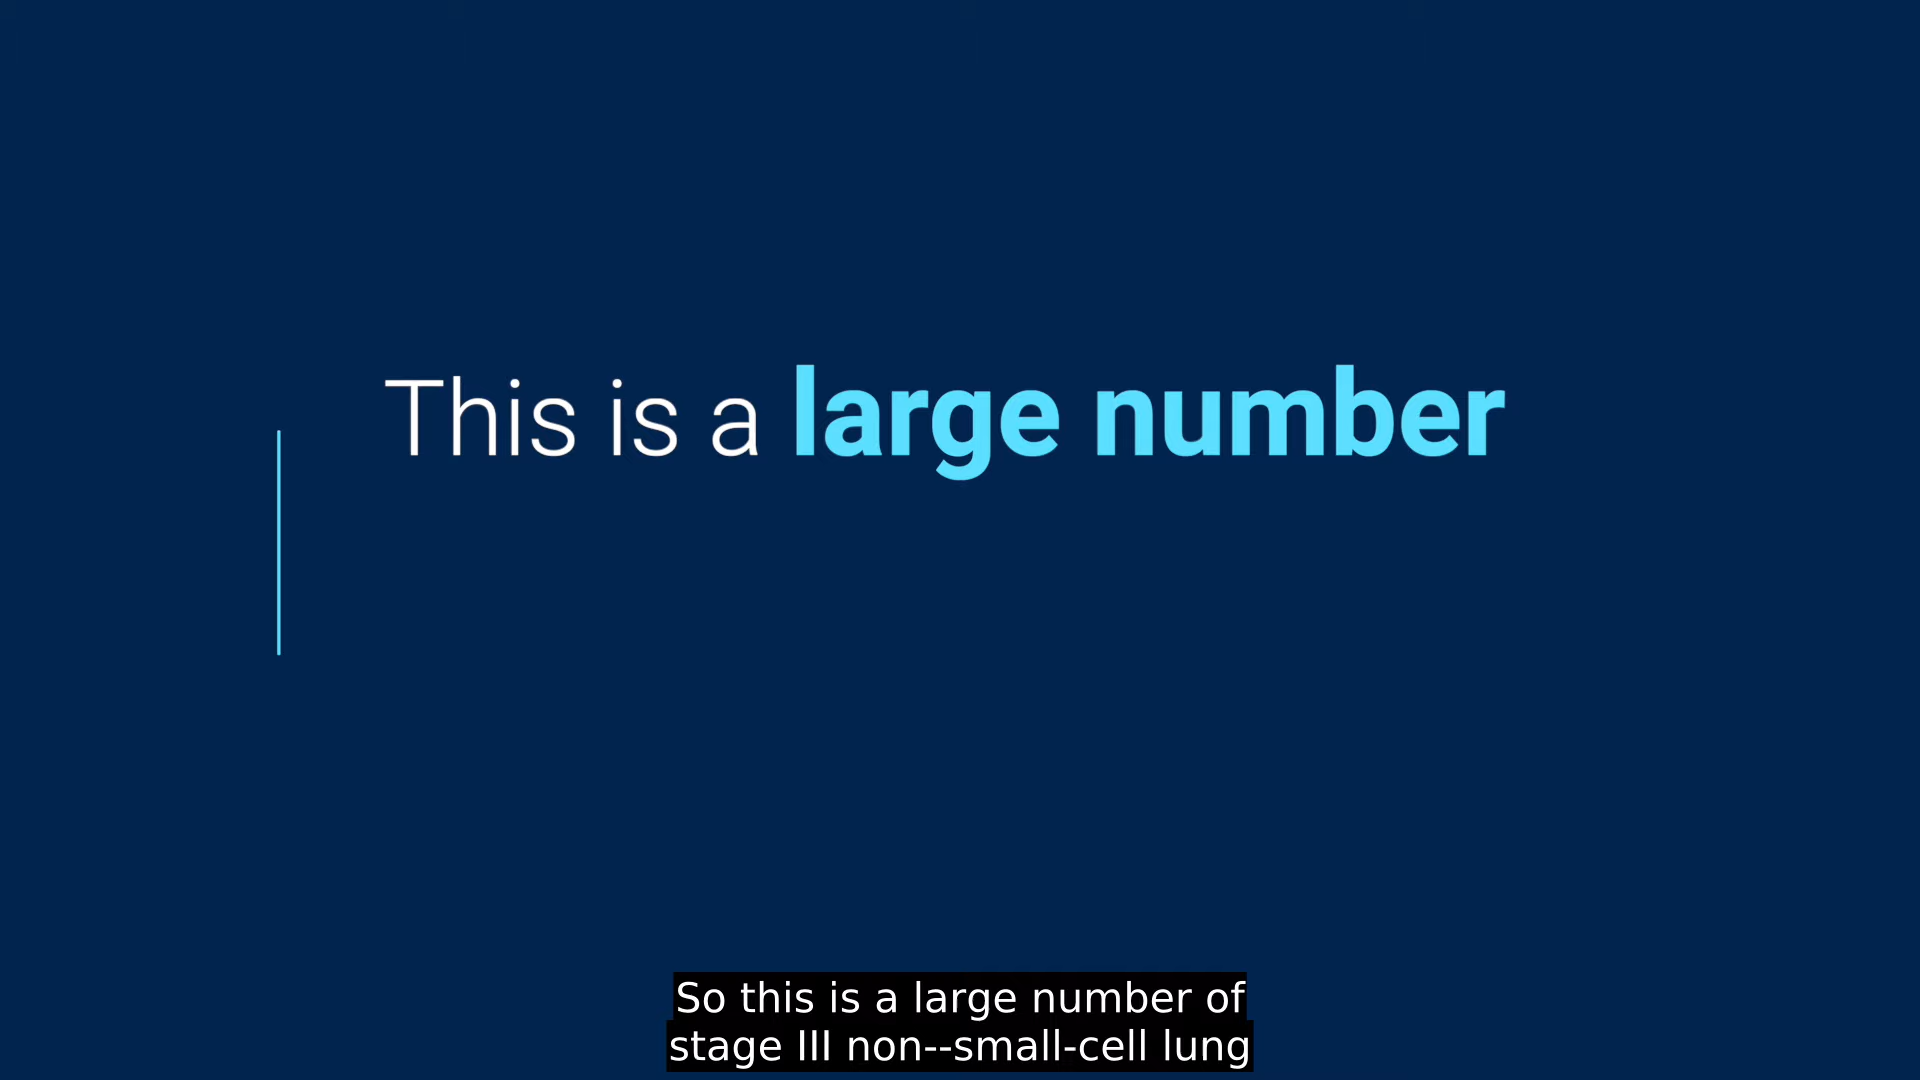 This is a large number
So this is a large number of
stage III non--small-cell lung